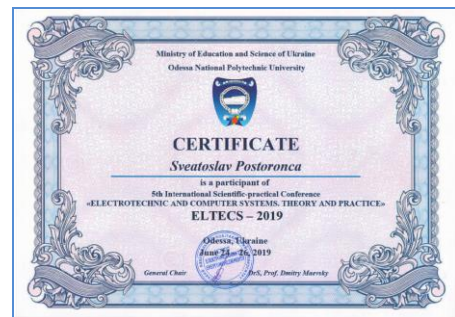 Ministry of Education and Science of Ukraine
Odessa National Polytechnic University
CERTIFICATE
Sveatoslav Postoronca
is a participant of
5th International Scientific-practical Conference
«ELECTROTECHNIC AND COMPUTER SYSTEMS. THEORY AND PRACTICE»
ELTECS – 2019
Odessa, Ukraine
June 24 – 26, 2019
General Chair DrS, Prof. Dmitry Maevsky